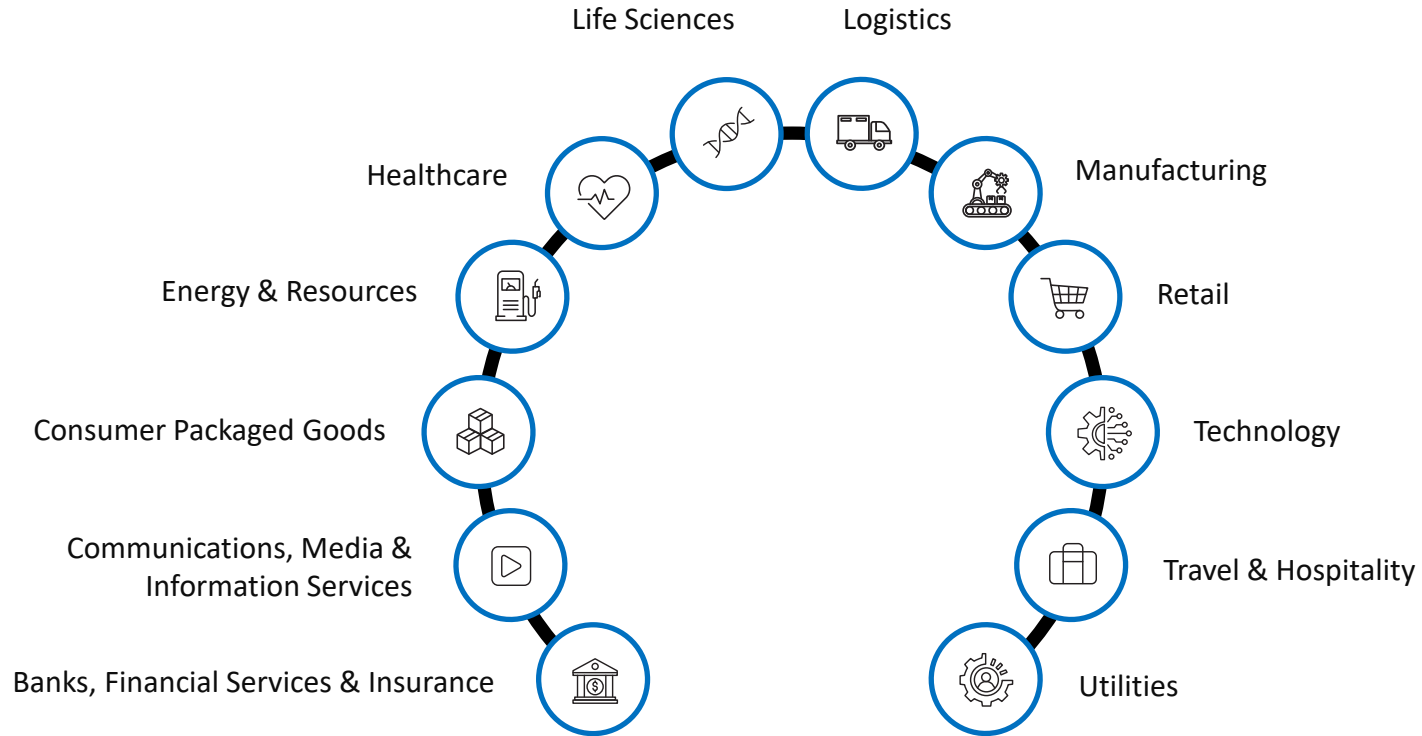 Life Sciences
Logistics
Healthcare
Manufacturing
Energy & Resources
Retail
Consumer Packaged Goods
Technology
Communications, Media &
Information Services
Travel & Hospitality
Banks, Financial Services & Insurance
$
Utilities